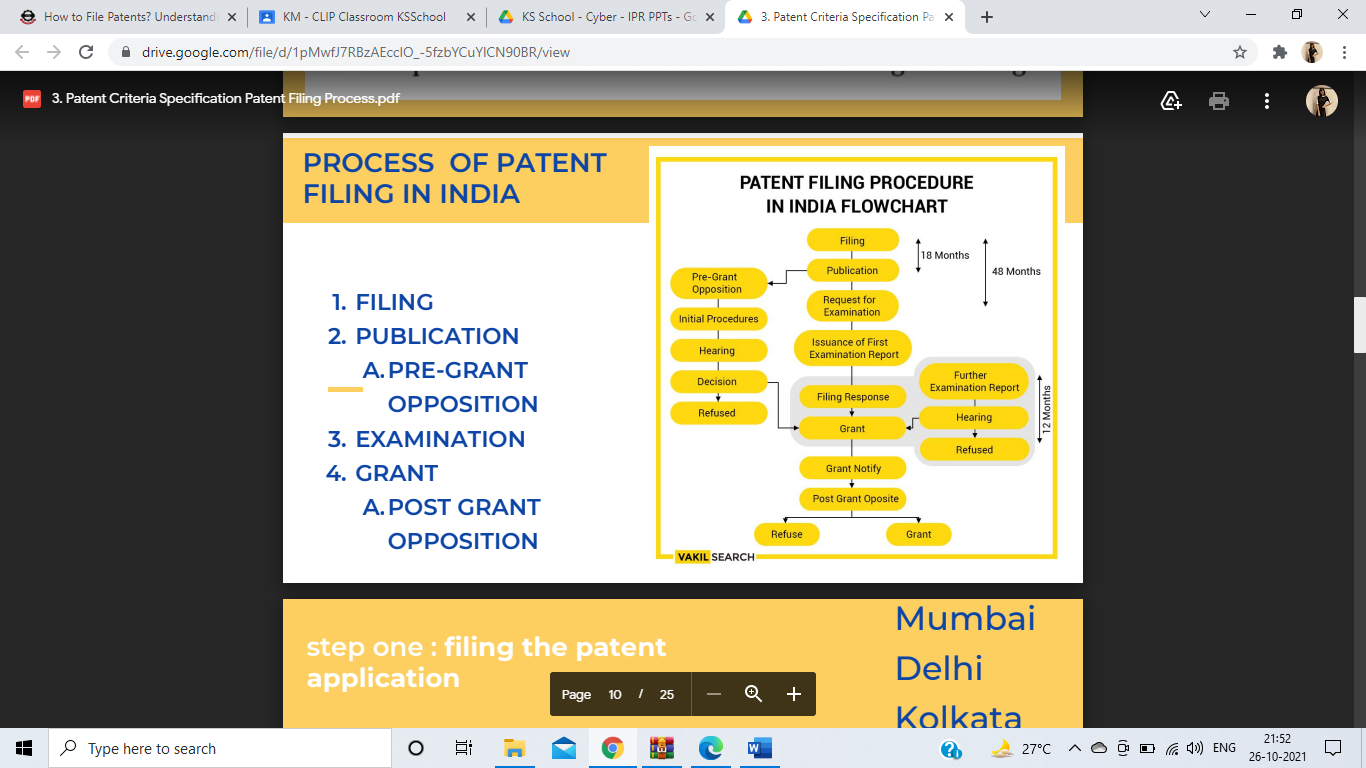 How to File Patents? Understand
KM - CLIP Classroom KSSchool
KS School - Cyber - IPR PPTs - Go
3. Patent Criteria Specification Pa
drive.google.com/file/d/1pMwfJ7RBzAEccIO_-5fzbYCuYICN90BR/view
PDF
3. Patent Criteria Specification Patent Filing Process.pdf
PROCESS OF PATENT
FILING IN INDIA
1. FILING
2. PUBLICATION
A. PRE-GRANT
OPPOSITION
3. EXAMINATION
4. GRANT
A. POST GRANT
OPPOSITION
PATENT FILING PROCEDURE
IN INDIA FLOWCHART
Filing
18 Months
48 Months
Publication
Pre-Grant
Opposition
Request for
Examination
Initial Procedures
Issuance of First
Examination Report
Hearing
Further
Examination Report
Decision
Filing Response
12 Months
Refused
Grant
Hearing
Refused
Grant Notify
Post Grant Oposite
Refuse
Grant
VAKIL SEARCH
step one : filing the patent
application
Mumbai
Delhi
Kolkata
Page 10 / 25
Type here to search
27°C
ENG
21:52
26-10-2021